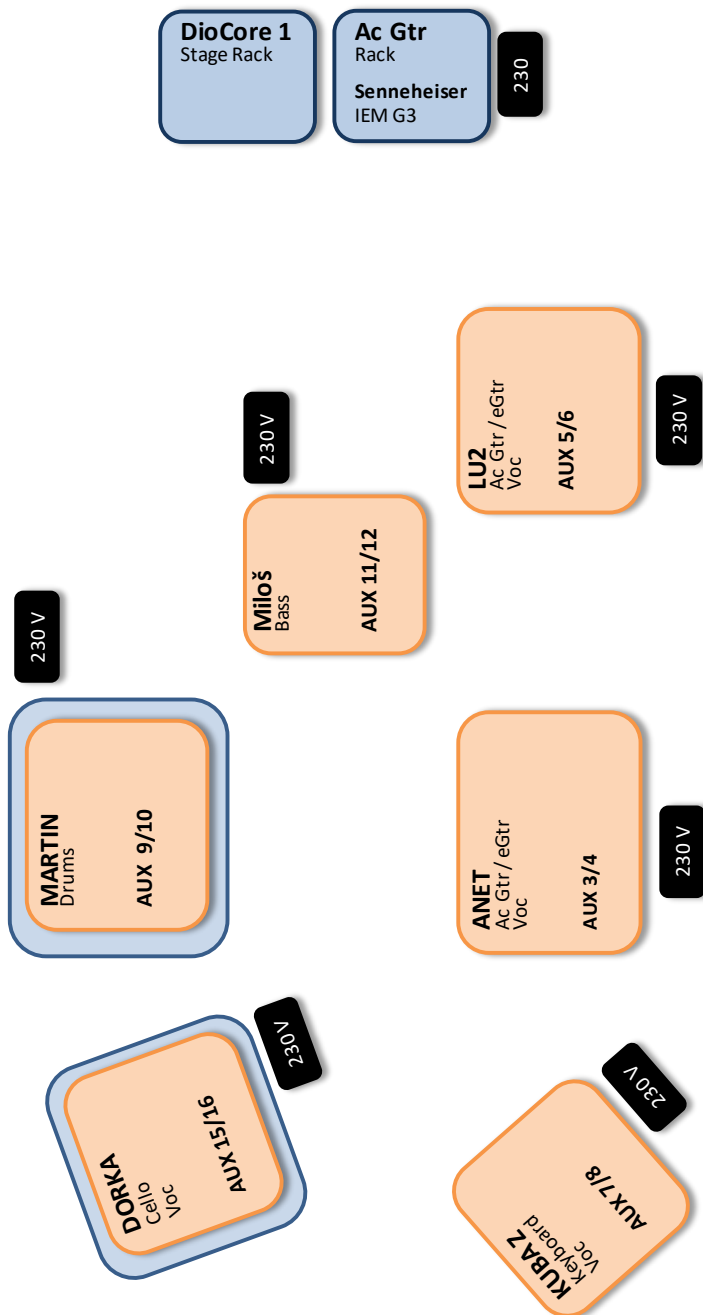 DioCore 1
Stage Rack
Ac Gtr
Rack
Senneheiser
IEM G3
230
LU2
Ac Gtr / eGtr
Voc
AUX 5/6
230 V
230 V
Miloš
Bass
AUX 11/12
230 V
MARTIN
Drums
AUX 9/10
ANET
Ac Gtr / eGtr
Voc
AUX 3/4
230 V
DORKA
Cello
Voc
AUX 15/16
230V
KUBA Z
Keyboard
Voc
AUX 7/8
230 V